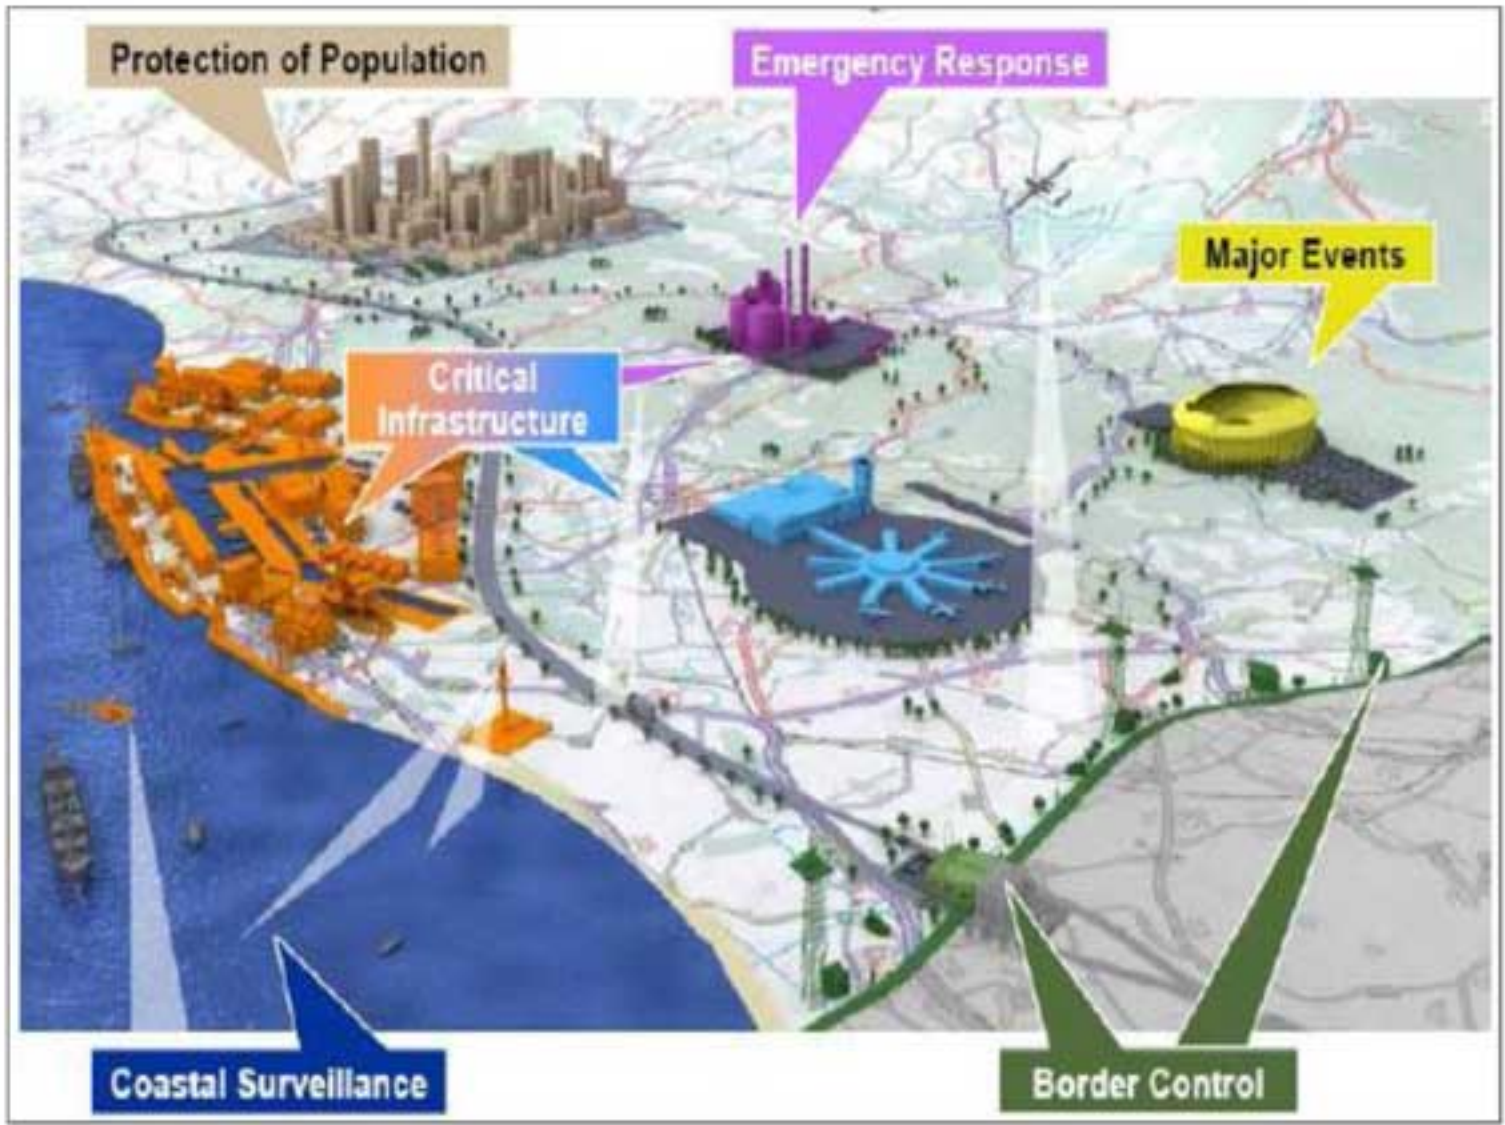 Protection of Population
Emergency Response
Major Events
Critical
Infrastructure
Coastal Surveillance
Border Control